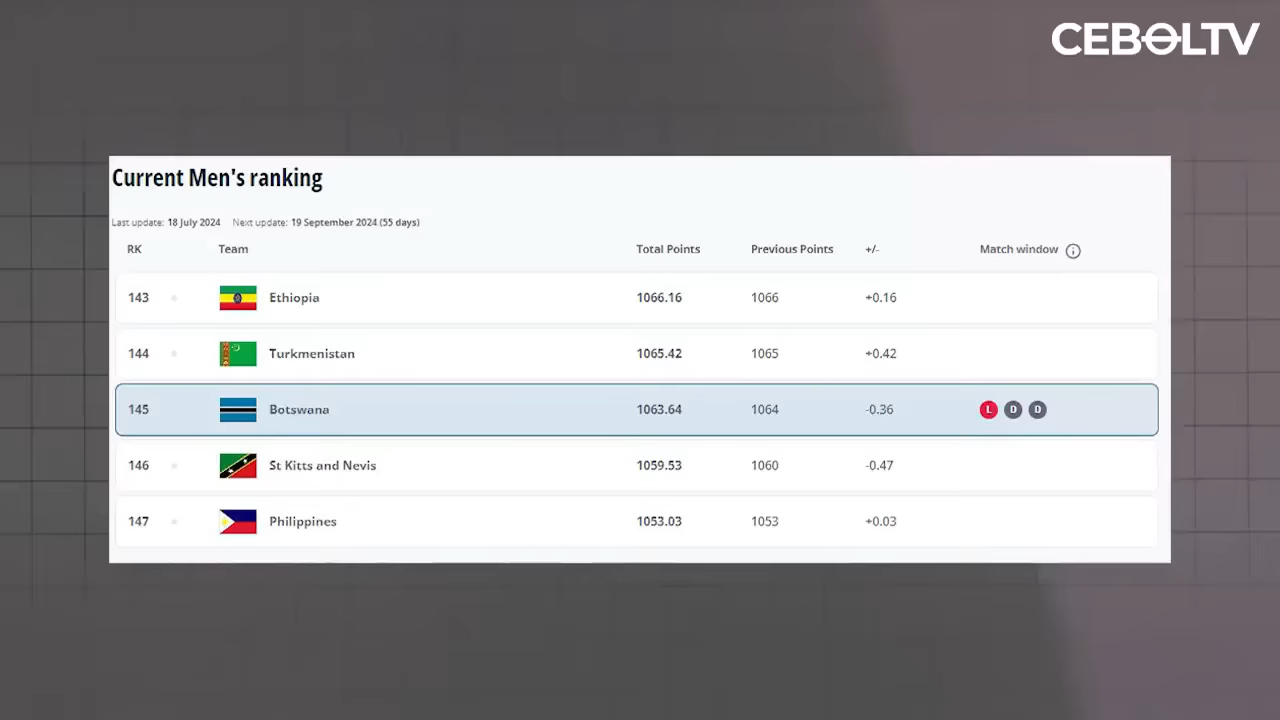 CEBOLTV
Current Men's ranking
Last update: 18 July 2024 Next update: 19 September 2024 (55 days)
RK Team Total Points Previous Points +/- Match window
143 Ethiopia 1066.16 1066 +0.16
144 Turkmenistan 1065.42 1065 +0.42
145 Botswana 1063.64 1064 -0.36 L D D
146 St Kitts and Nevis 1059.53 1060 -0.47
147 Philippines 1053.03 1053 +0.03